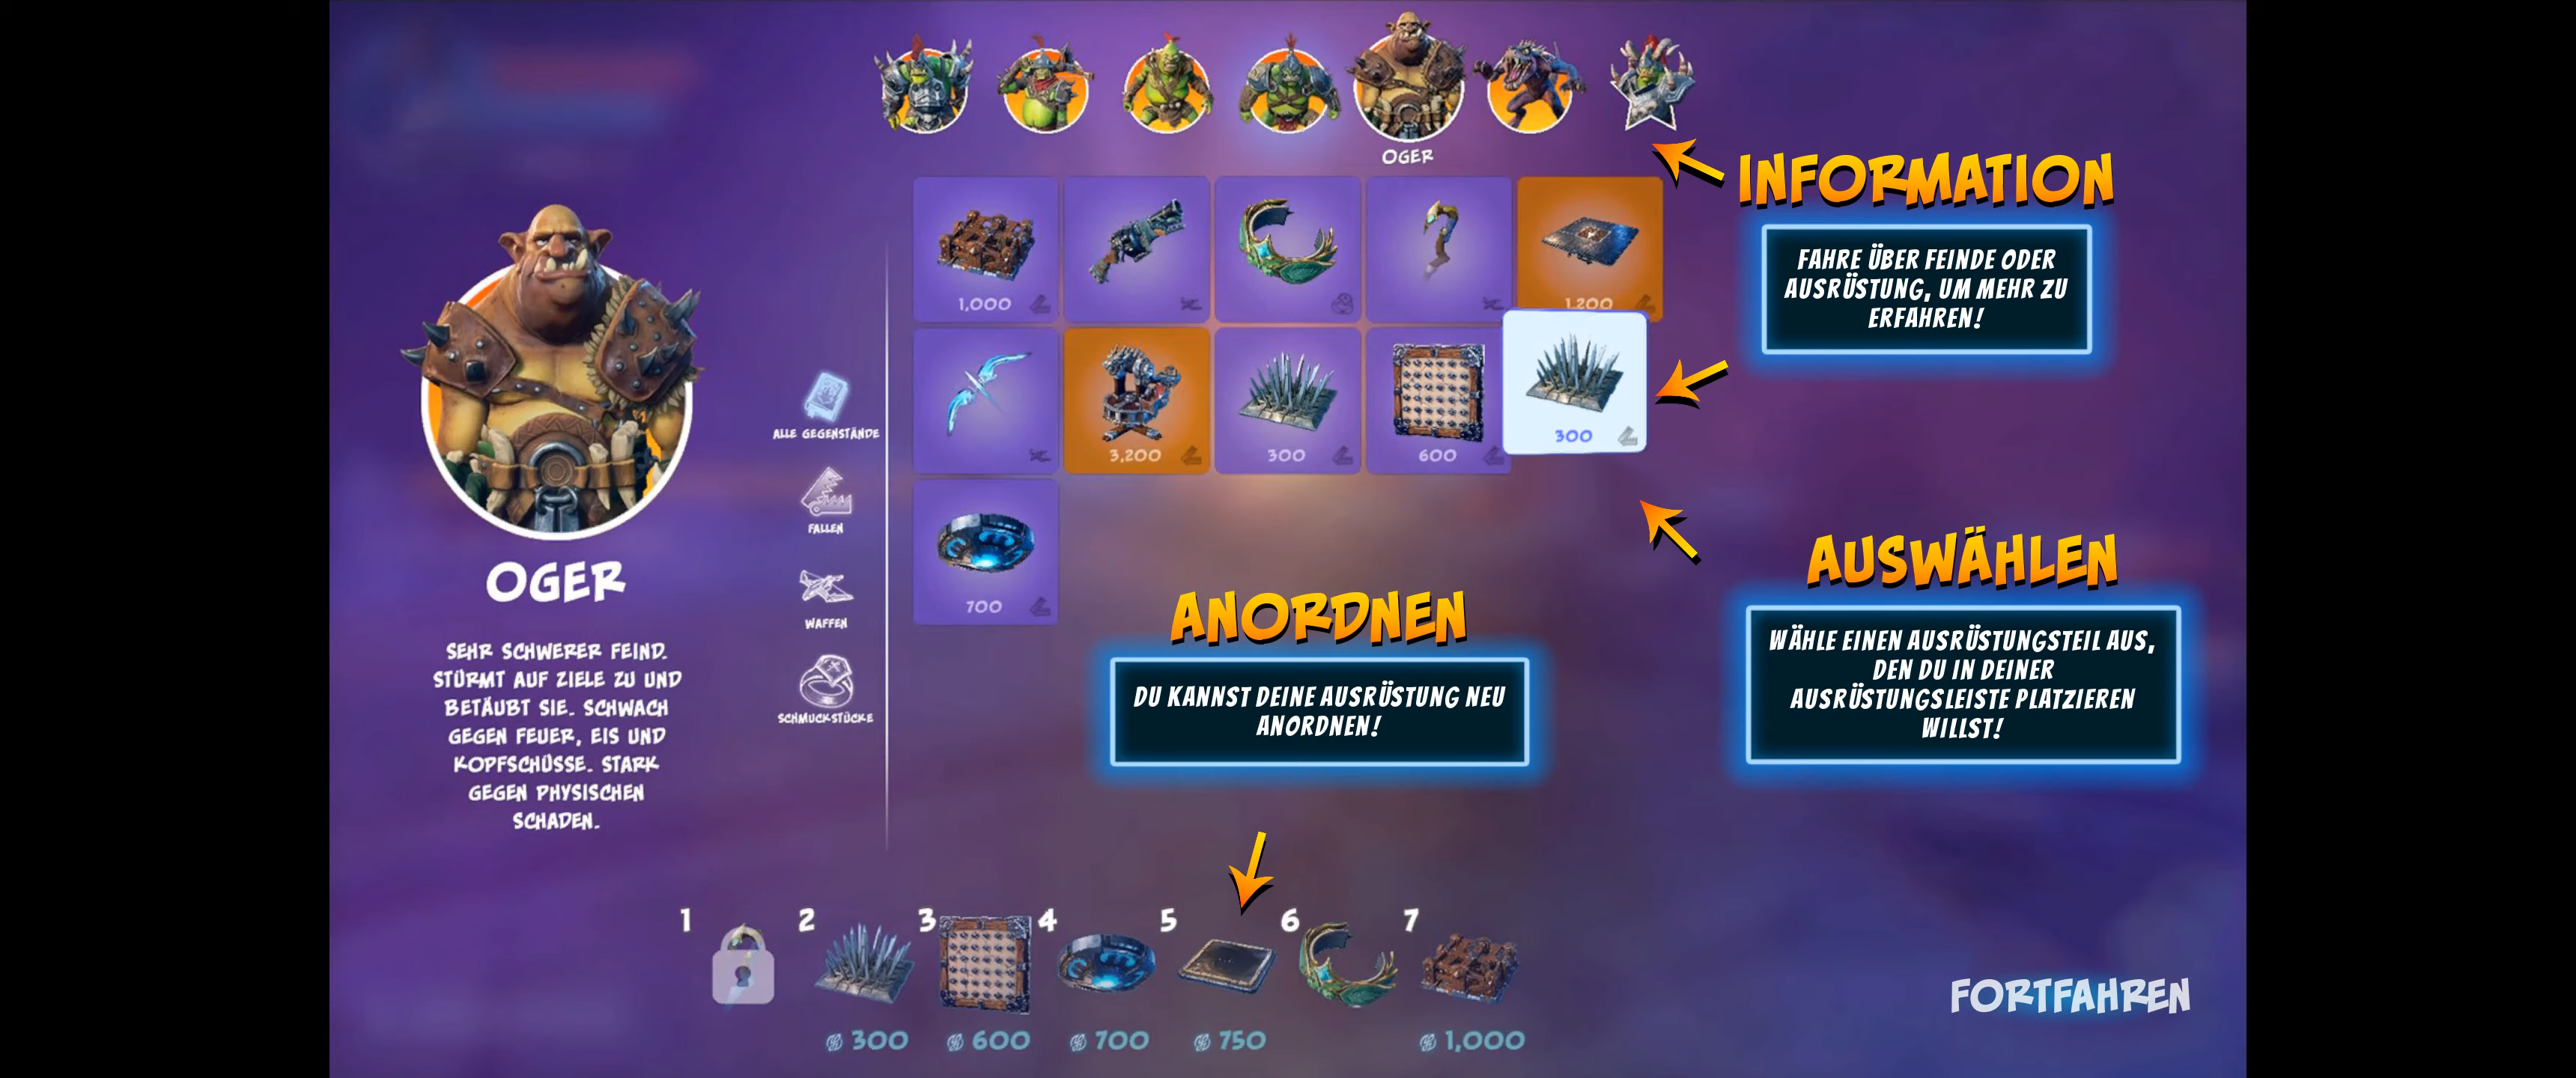 OGER
INFORMATION
FAHRE ÜBER FEINDE ODER
AUSRÜSTUNG, UM MEHR ZU
ERFAHREN!
1,000
1,200
3,200
300
600
300
700
ALLE GEGENSTÄNDE
FALLEN
WAFFEN
SCHMUCKSTÜCKE
OGER
SEHR SCHWERER FEIND.
STÜRMT AUF ZIELE ZU UND
BETÄUBT SIE. SCHWACH
GEGEN FEUER, EIS UND
KOPFSCHÜSSE. STARK
GEGEN PHYSISCHEN
SCHADEN.
ANORDNEN
DU KANNST DEINE AUSRÜSTUNG NEU
ANORDNEN!
AUSWÄHLEN
WÄHLE EINEN AUSRÜSTUNGSTEIL AUS,
DEN DU IN DEINER
AUSRÜSTUNGSLEISTE PLATZIEREN
WILLST!
1 2 3 4 5 6 7
300 600 700 750 1,000
FORTFAHREN